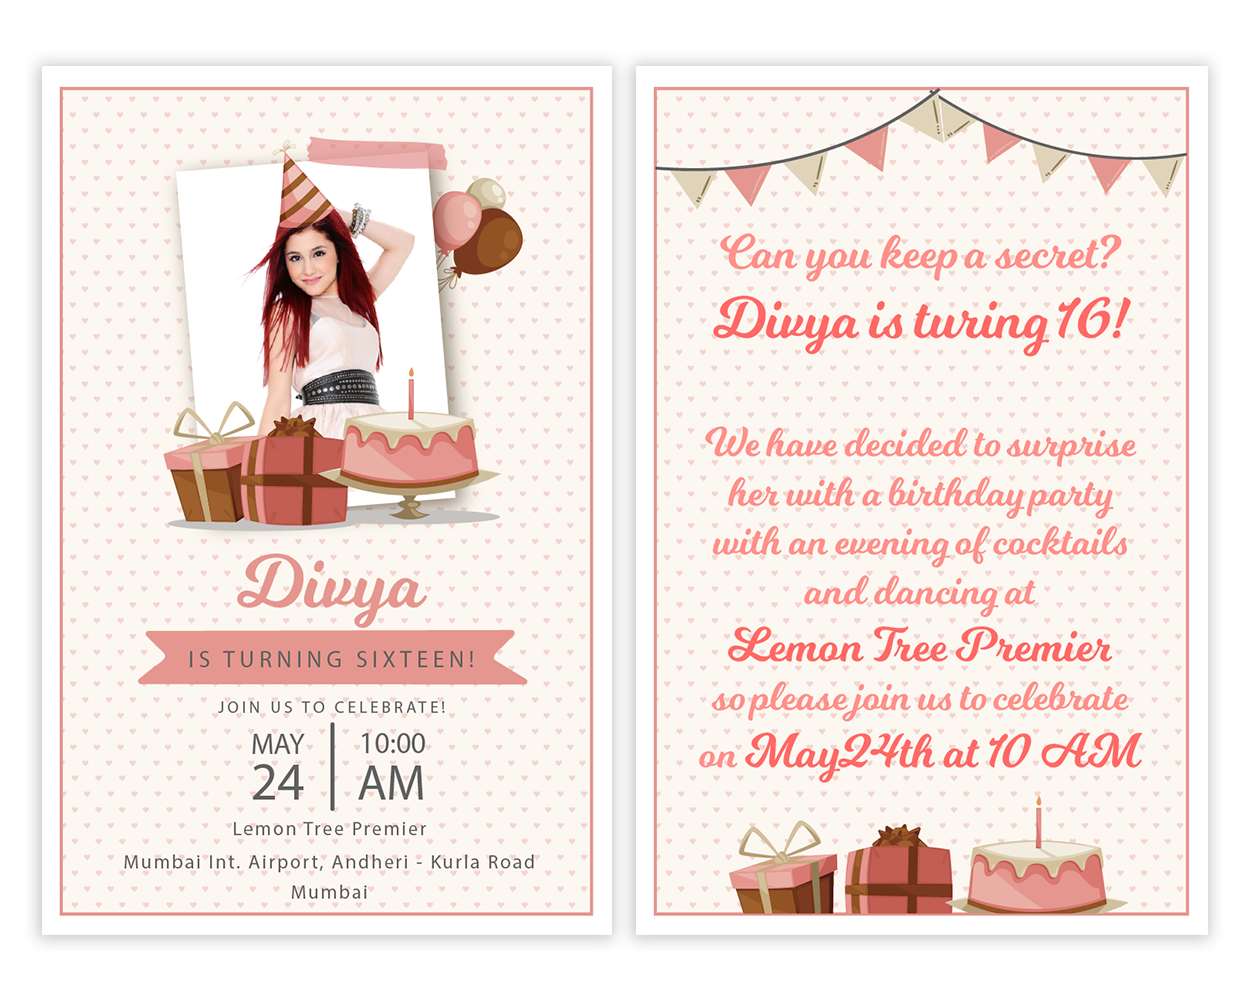 Divya
IS TURNING SIXTEEN!
JOIN US TO CELEBRATE!
MAY
24
10:00
AM
Lemon Tree Premier
Mumbai Int. Airport, Andheri - Kurla Road
Mumbai
Can you keep a secret?
Divya is turing 16!
We have decided to surprise
her with a birthday party
with an evening of cocktails
and dancing at
Lemon Tree Premier
so please join us to celebrate
on May24th at 10 AM